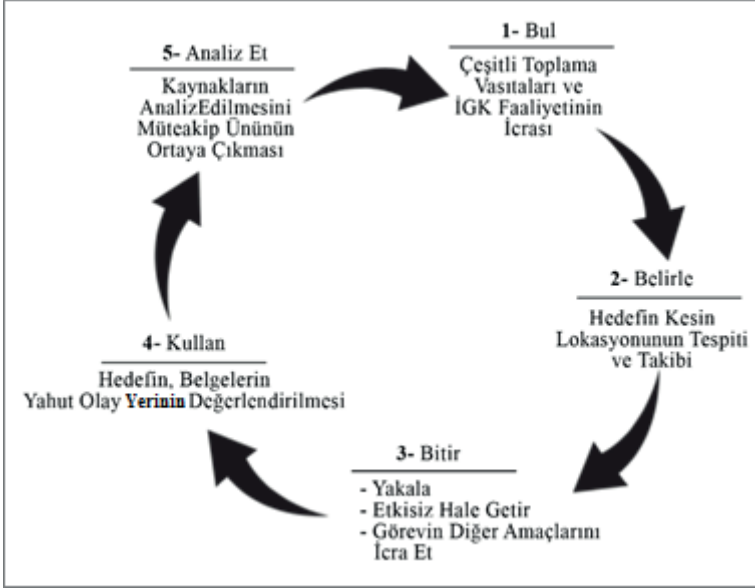 1- Bul
Çeşitli Toplama
Vasıtaları ve
İGK Faaliyetinin
İcrası
2- Belirle
Hedefin Kesin
Lokasyonunun Tespiti
ve Takibi
3- Bitir
- Yakala
- Etkisiz Hale Getir
- Görevin Diğer Amaçlarını
İcra Et
4- Kullan
Hedefin, Belgelerin
Yahut Olay Yerinin Değerlendirilmesi
5- Analiz Et
Kaynakların
AnalizEdilmesini
Müteakip Ününün
Ortaya Çıkması